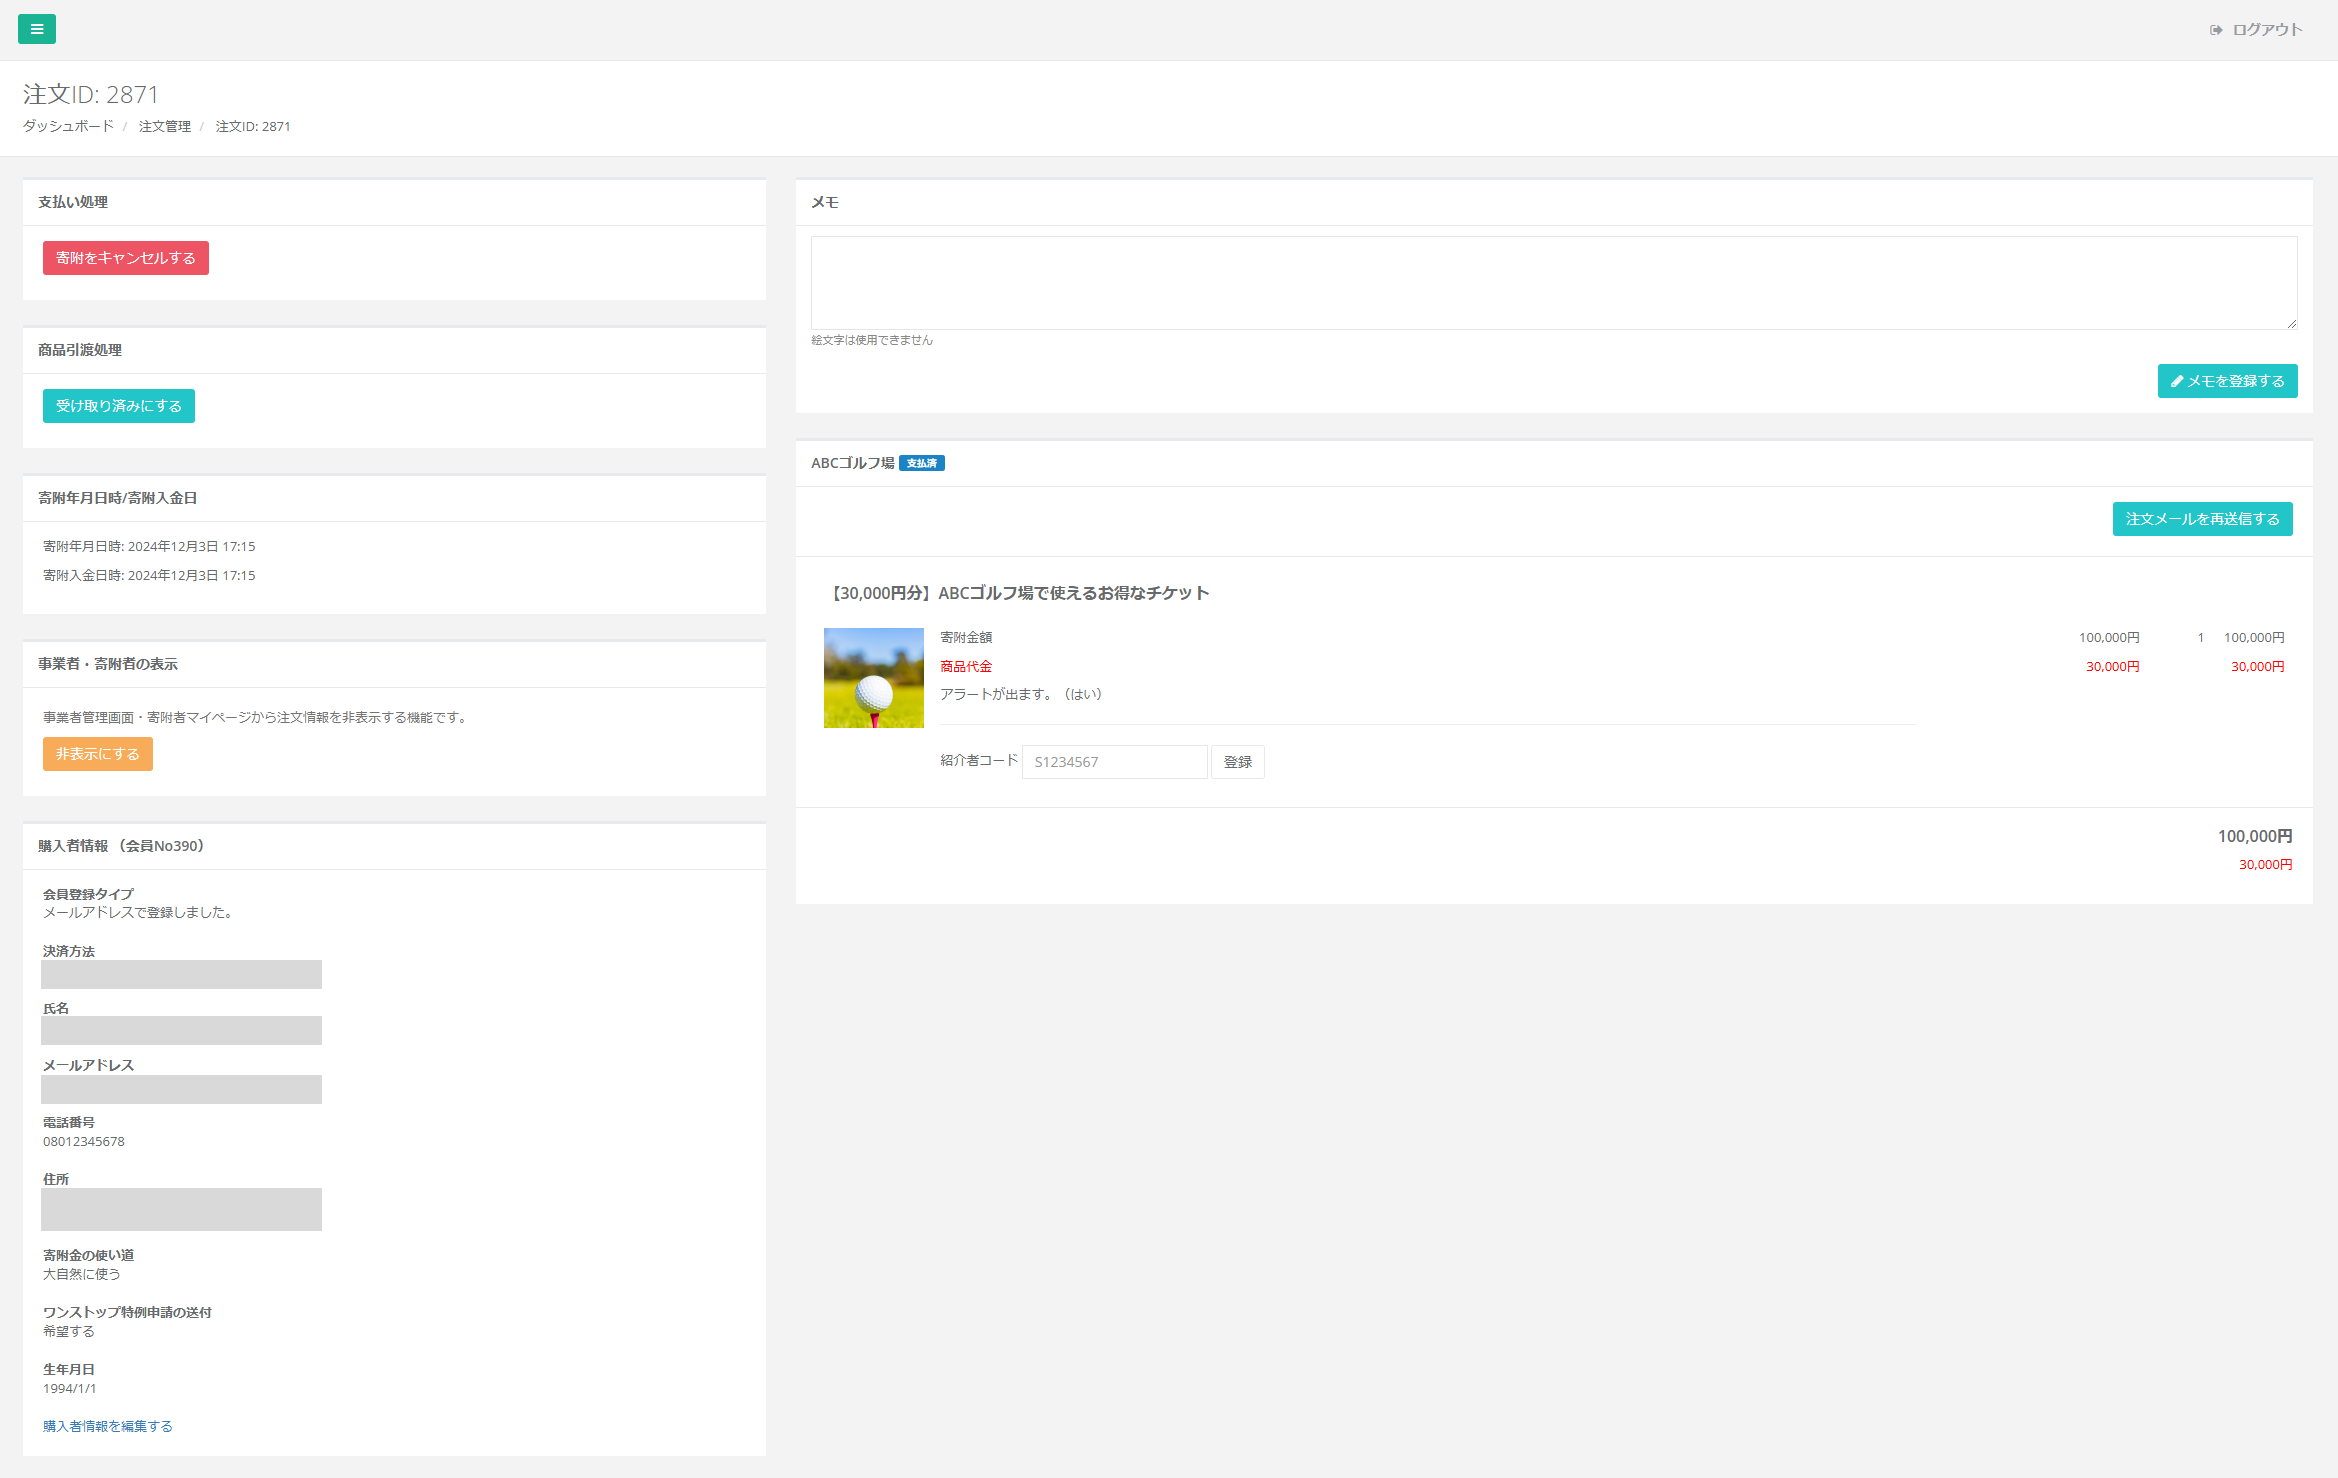 ログアウト
注文ID: 2871
ダッシュボード / 注文管理 / 注文ID: 2871
支払い処理
寄附をキャンセルする
商品引渡処理
受け取り済みにする
寄附年月日時/寄附入金日
寄附年月日時: 2024年12月3日 17:15
寄附入金日時: 2024年12月3日 17:15
事業者・寄附者の表示
事業者管理画面・寄附者マイページから注文情報を非表示する機能です。
非表示にする
購入者情報 （会員No390）
会員登録タイプ
メールアドレスで登録しました。
決済方法
氏名
メールアドレス
電話番号
08012345678
住所
寄附金の使い道
大自然に使う
ワンストップ特例申請の送付
希望する
生年月日
1994/1/1
購入者情報を編集する
メモ
絵文字は使用できません
メモを登録する
ABCゴルフ場 支払済
注文メールを再送信する
【30,000円分】ABCゴルフ場で使えるお得なチケット
寄附金額 100,000円 1 100,000円
商品代金 30,000円 30,000円
アラートが出ます。（はい）
紹介者コード S1234567 登録
100,000円
30,000円